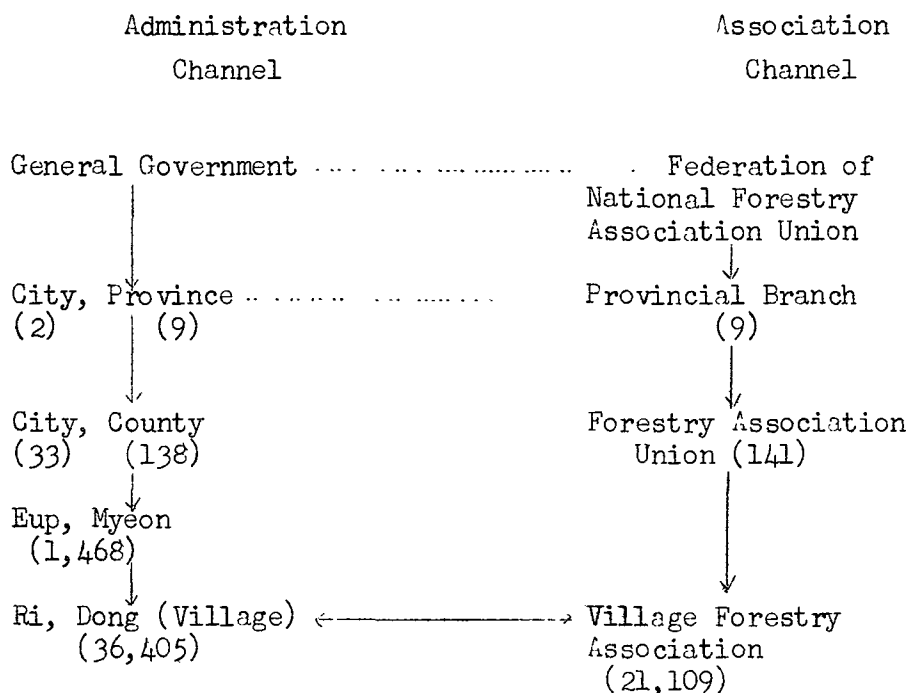 Administration Association
Channel Channel
General Government .................. Federation of
National Forestry
Association Union
City, Province .................. Provincial Branch
(2) (9) (9)
City, County Forestry Association
(33) (138) Union (141)
Eup, Myeon
(1,468)
Ri, Dong (Village) ←→ Village Forestry
(36,405) Association
(21,109)